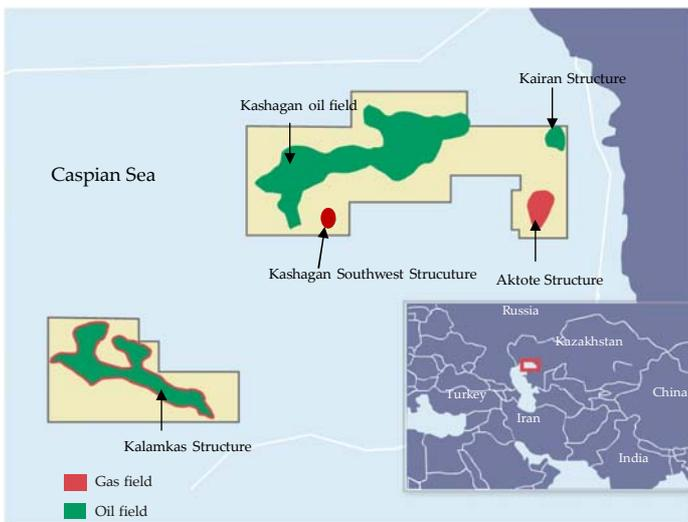 Kairan Structure
Kashagan oil field
Caspian Sea
Kashagan Southwest Strucuture
Aktote Structure
Russia
Kazakhstan
China
Turkey
Iran
India
Kalamkas Structure
Gas field
Oil field